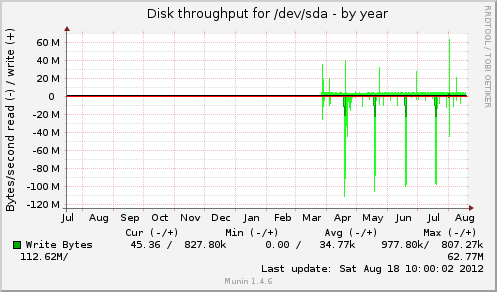 Disk throughput for /dev/sda - by year
RRDTOOL / TOBI OETIKER
Bytes/second read (-) / write (+)
60 M
40 M
20 M
0
-20 M
-40 M
-60 M
-80 M
-100 M
-120 M
Jul Aug Sep Oct Nov Dec Jan Feb Mar Apr May Jun Jul Aug
Cur (-/+) Min (-/+) Avg (-/+) Max (-/+)
Write Bytes 45.36 / 827.80k 0.00 / 34.77k 977.80k/ 807.27k
112.62M/ 62.77M
Last update: Sat Aug 18 10:00:02 2012
Munin 1.4.6